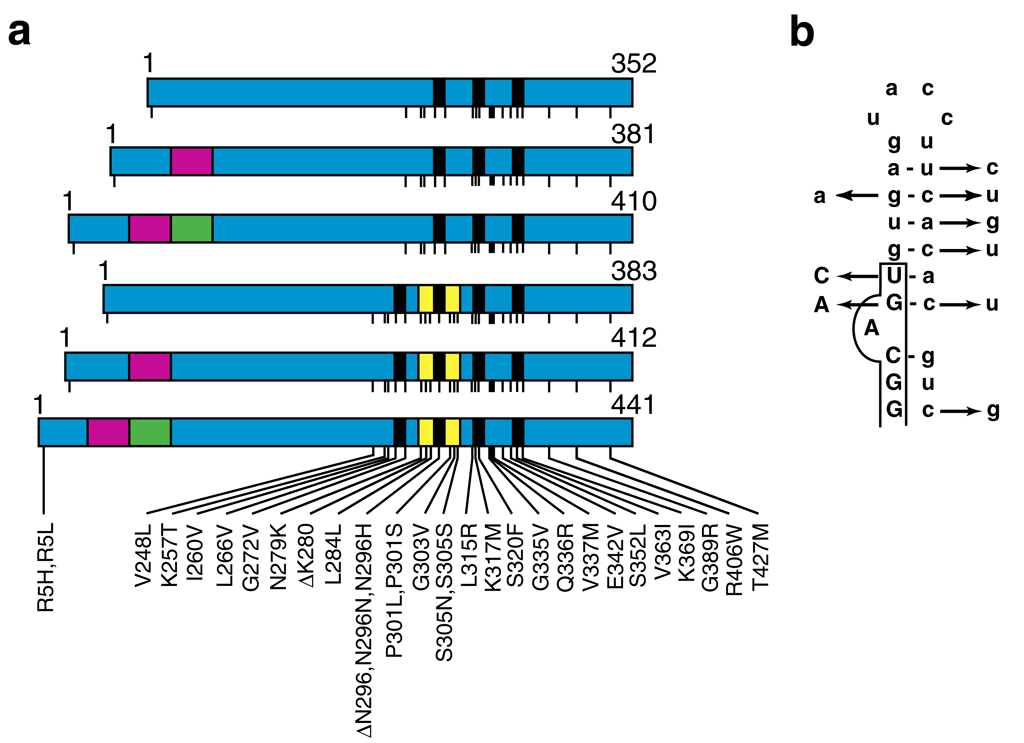 a
1 352
1 381
1 410
1 383
1 412
1 441
R5H,R5L
V248L
K257T
I260V
L266V
G272V
N279K
ΔK280
L284L
ΔN296,N296N,N296H
P301L,P301S
G303V
S305N,S305S
L315R
K317M
S320F
G335V
Q336R
V337M
E342V
S352L
V363I
K369I
G389R
R406W
T427M
b
a c
u c
g u
a - u → c
a ← g - c → u
u - a → g
g - c → u
C ← U - a
A ← G - c → u
A
C - g
G u
G c → g